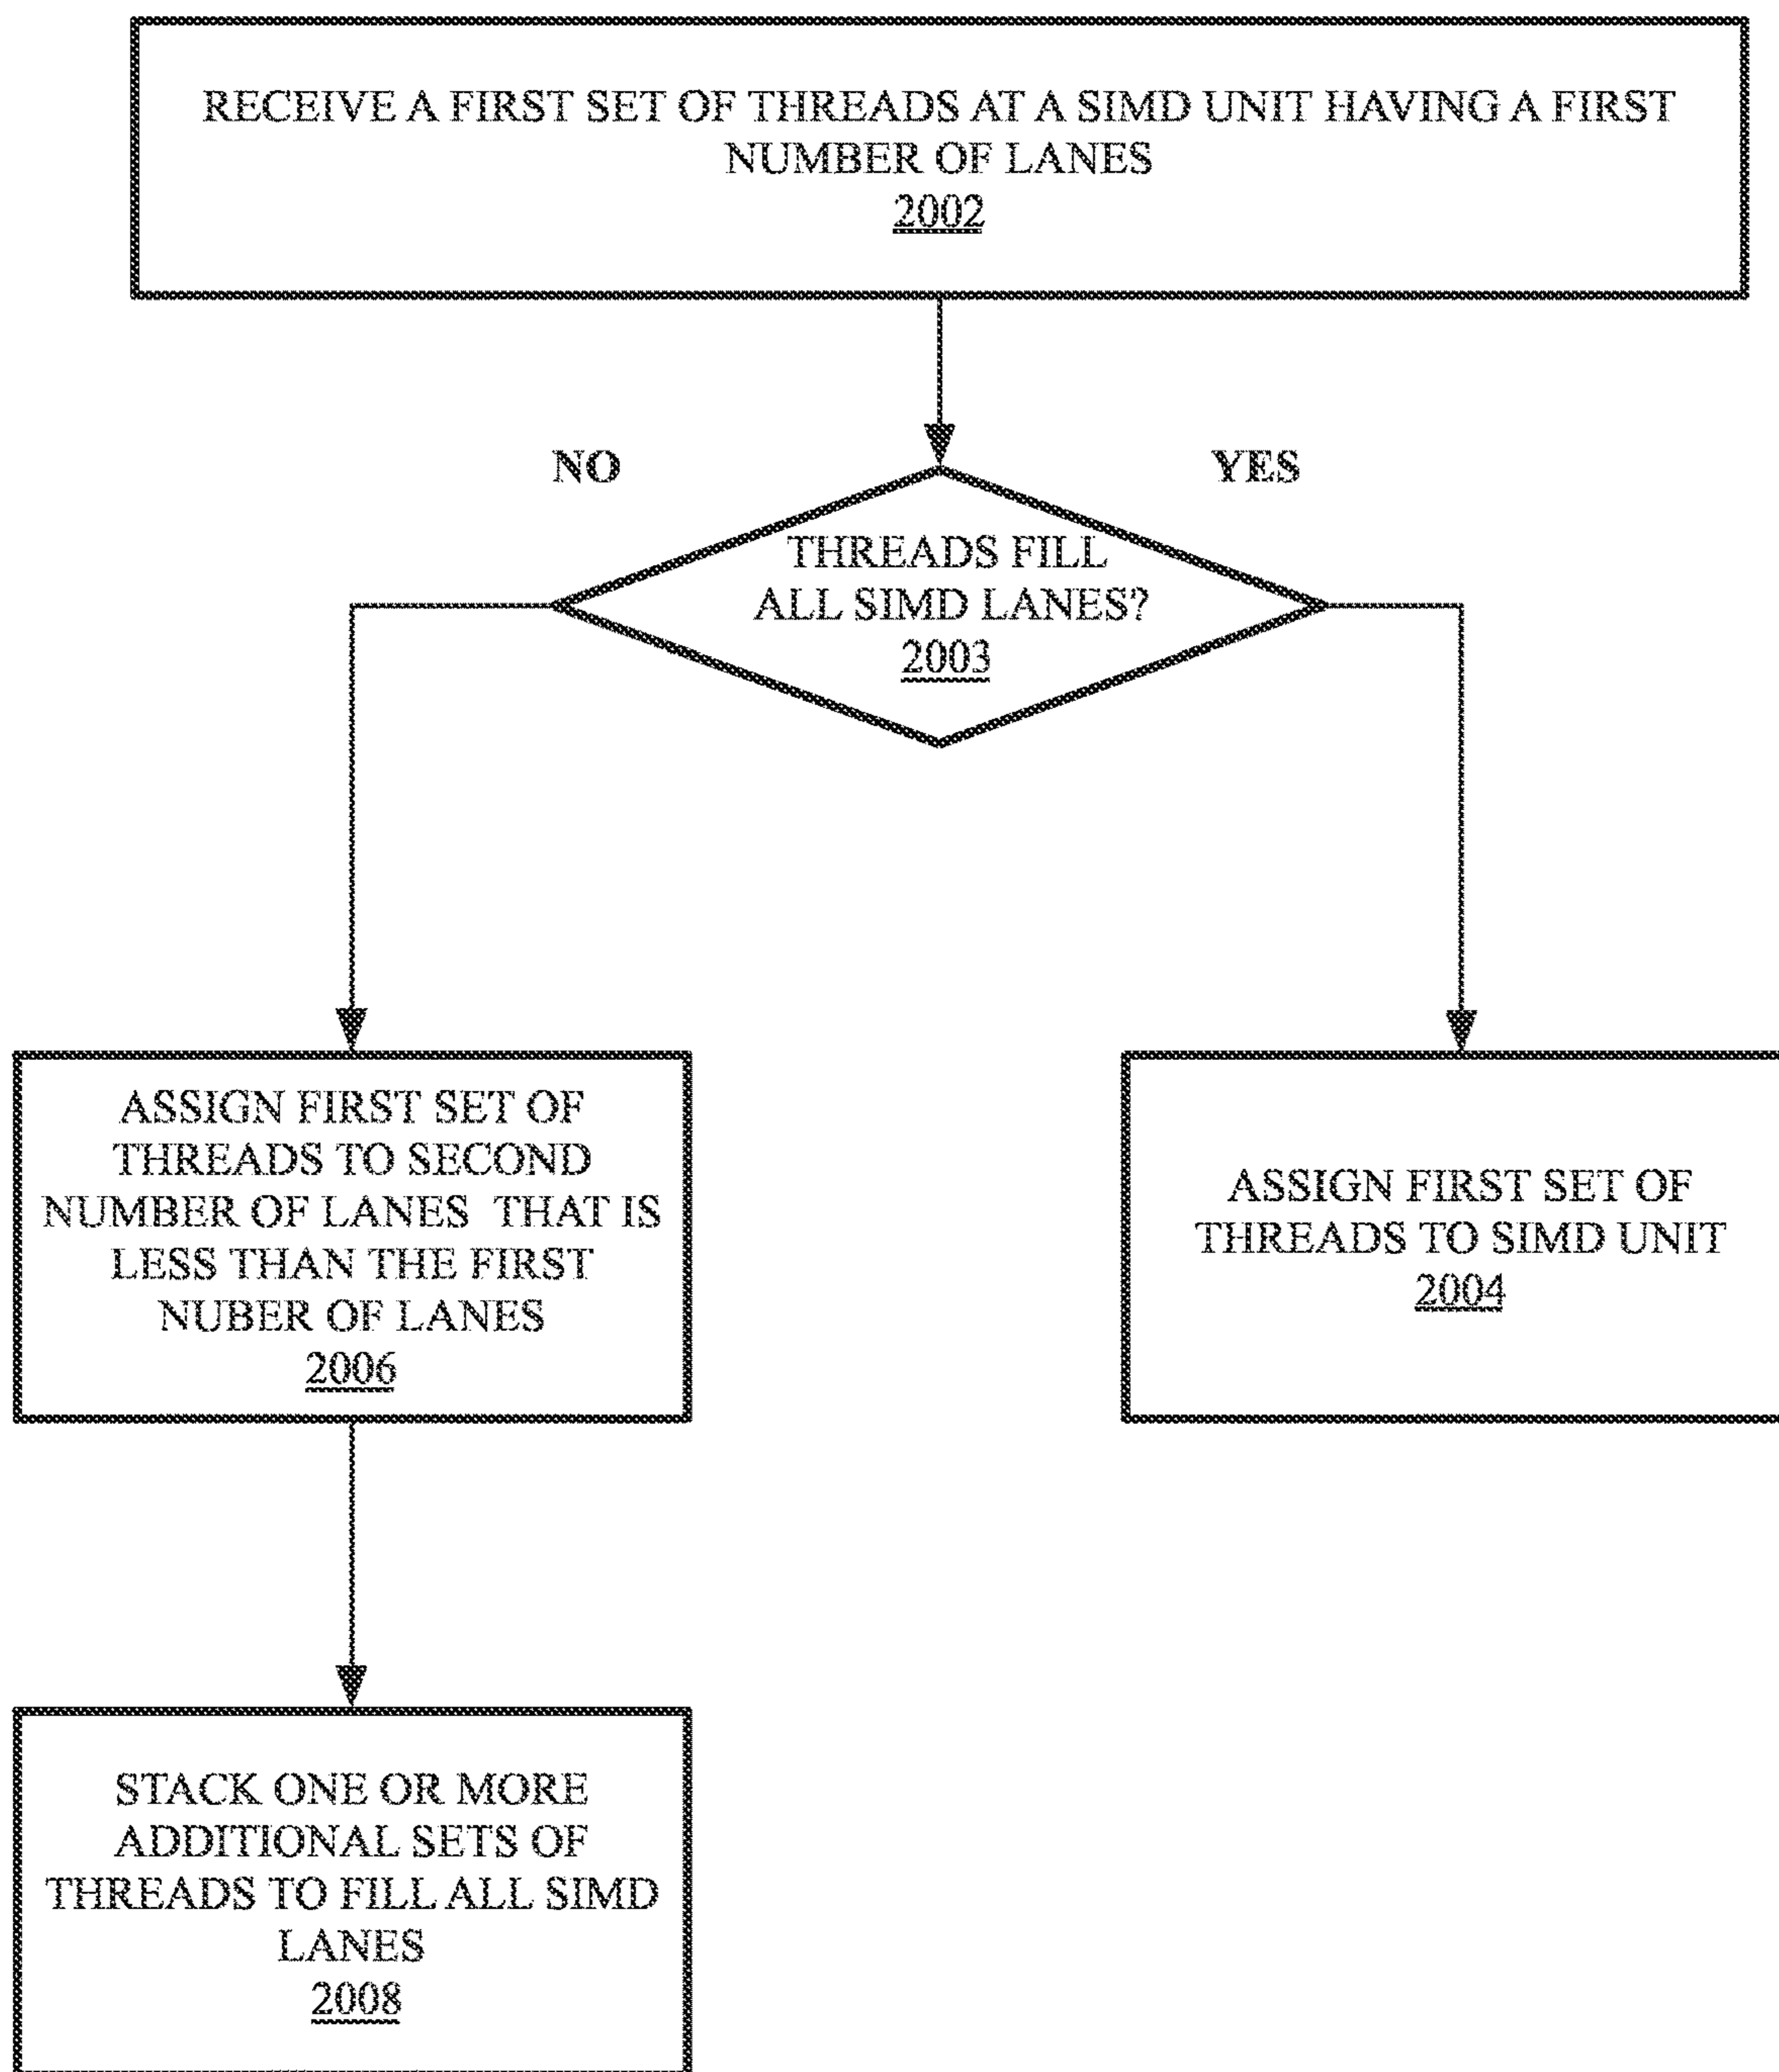 RECEIVE A FIRST SET OF THREADS AT A SIMD UNIT HAVING A FIRST
NUMBER OF LANES
2002
NO
YES
THREADS FILL
ALL SIMD LANES?
2003
ASSIGN FIRST SET OF
THREADS TO SECOND
NUMBER OF LANES THAT IS
LESS THAN THE FIRST
NUBER OF LANES
2006
ASSIGN FIRST SET OF
THREADS TO SIMD UNIT
2004
STACK ONE OR MORE
ADDITIONAL SETS OF
THREADS TO FILL ALL SIMD
LANES
2008